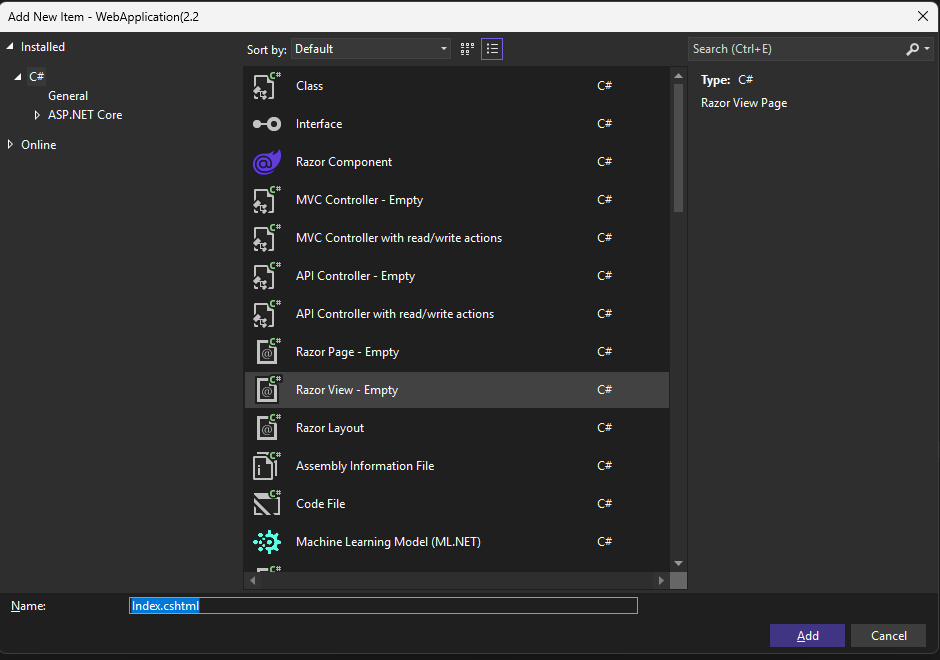 Add New Item - WebApplication(2.2
Installed
C#
General
ASP.NET Core
Online
Sort by: Default
Search (Ctrl+E)
Type: C#
Razor View Page
C# Class C#
Interface C#
@ Razor Component C#
C# MVC Controller - Empty C#
C# MVC Controller with read/write actions C#
C# API Controller - Empty C#
C# API Controller with read/write actions C#
C# @ Razor Page - Empty C#
C# @ Razor View - Empty C#
C# @ Razor Layout C#
C# i Assembly Information File C#
C# Code File C#
Machine Learning Model (ML.NET) C#
C#
Name: Index.cshtml
Add Cancel